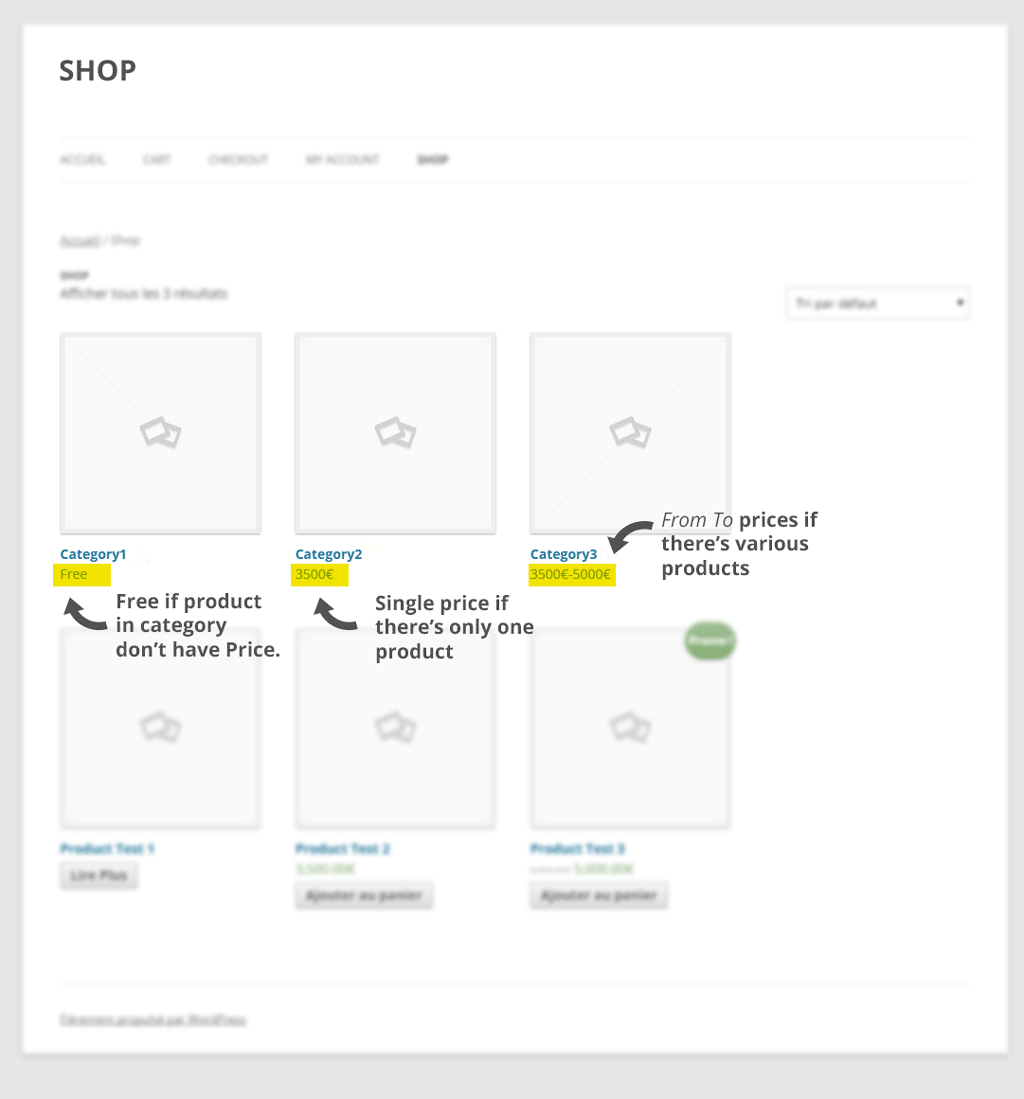 SHOP
ACCUEIL CART CHECKOUT MY ACCOUNT SHOP
Accueil / Shop
SHOP
Afficher tous les 3 résultats
Tri par défaut
From To prices if
there's various
products
Category1
Free
Category2
3500€
Category3
3500€-5000€
Free if product
in category
don't have Price.
Single price if
there's only one
product
Promo !
Product Test 1
Lire Plus
Product Test 2
3,500.00€
Ajouter au panier
Product Test 3
5,000.00€
Ajouter au panier
Fièrement propulsé par WordPress